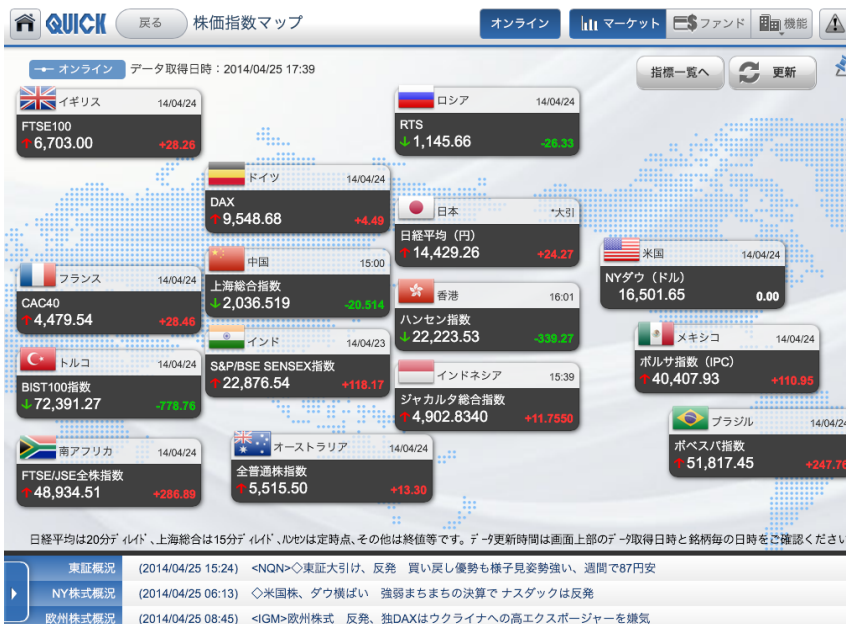 QUICK 戻る 株価指数マップ オンライン マーケット ファンド 機能
オンライン データ取得日時：2014/04/25 17:39 指標一覧へ 更新
イギリス 14/04/24
FTSE100
↑6,703.00 +28.26
ロシア 14/04/24
RTS
↓1,145.66 -26.33
ドイツ 14/04/24
DAX
↑9,548.68 +4.49
日本 *大引
日経平均（円）
↑14,429.26 +24.27
米国 14/04/24
NYダウ（ドル）
16,501.65 0.00
フランス 14/04/24
CAC40
↑4,479.54 +28.46
中国 15:00
上海総合指数
↓2,036.519 -20.514
香港 16:01
ハンセン指数
↓22,223.53 -339.27
メキシコ 14/04/24
ボルサ指数（IPC）
↑40,407.93 +110.95
トルコ 14/04/24
BIST100指数
↓72,391.27 -778.76
インド 14/04/23
S&P/BSE SENSEX指数
↑22,876.54 +118.17
インドネシア 15:39
ジャカルタ総合指数
↑4,902.8340 +11.7550
ブラジル 14/04/24
ボベスパ指数
↑51,817.45 +247.76
南アフリカ 14/04/24
FTSE/JSE全株指数
↑48,934.51 +286.89
オーストラリア 14/04/24
全普通株指数
↑5,515.50 +13.30
日経平均は20分ディレイド、上海総合は15分ディレイド、ハンセンは定時点、その他は終値等です。データ更新時間は画面上部のデータ取得日時と銘柄毎の日時をご確認ください
東証概況 (2014/04/25 15:24) <NQN>◇東証大引け、反発 買い戻し優勢も様子見姿勢強い、週間で87円安
NY株式概況 (2014/04/25 06:13) ◇米国株、ダウ横ばい 強弱まちまちの決算で ナスダックは反発
欧州株式概況 (2014/04/25 08:45) <IGM>欧州株式 反発、独DAXはウクライナへの高エクスポージャーを嫌気